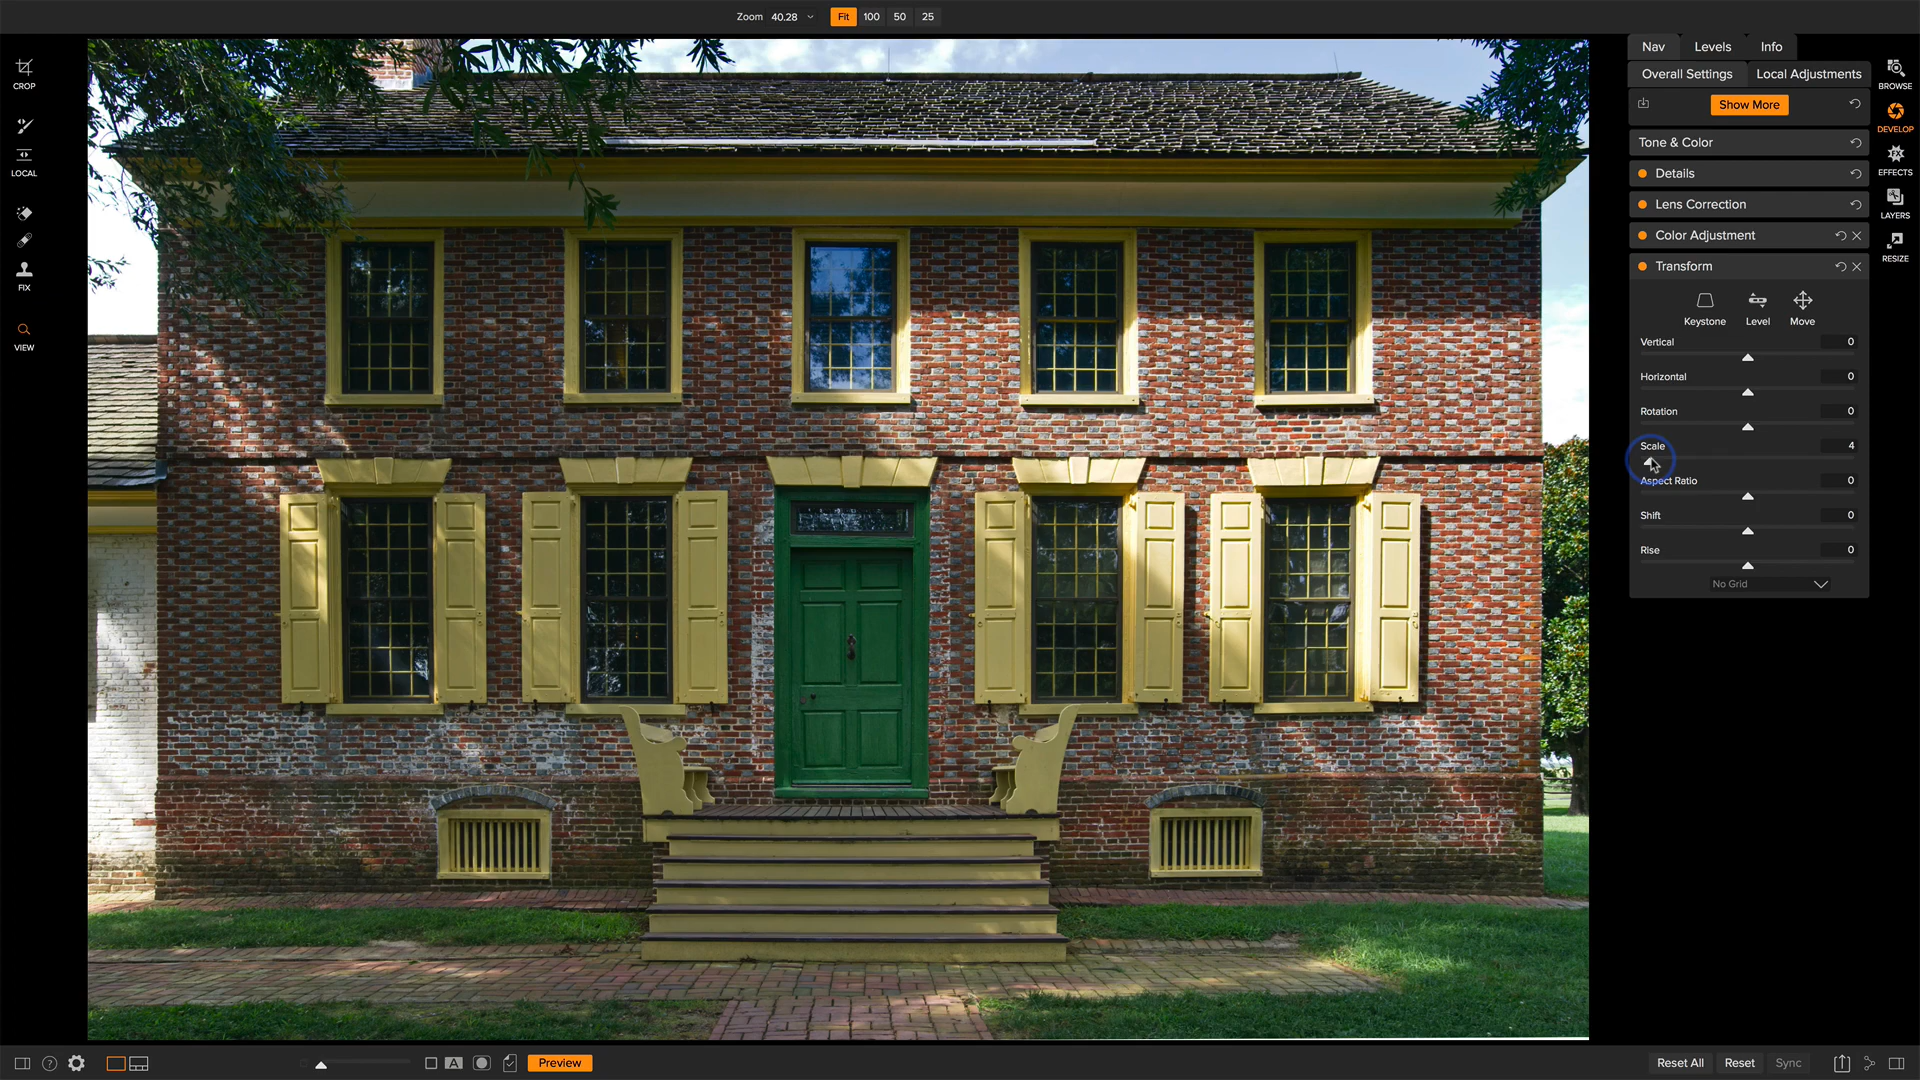 Zoom 40.28 Fit 100 50 25
CROP
LOCAL
FIX
VIEW
Nav Levels Info
Overall Settings Local Adjustments
Show More
Tone & Color
Details
Lens Correction
Color Adjustment
Transform
Keystone Level Move
Vertical 0
Horizontal 0
Rotation 0
Scale 4
Aspect Ratio 0
Shift 0
Rise 0
No Grid
BROWSE
DEVELOP
FX
EFFECTS
LAYERS
RESIZE
? A Preview
Reset All Reset Sync